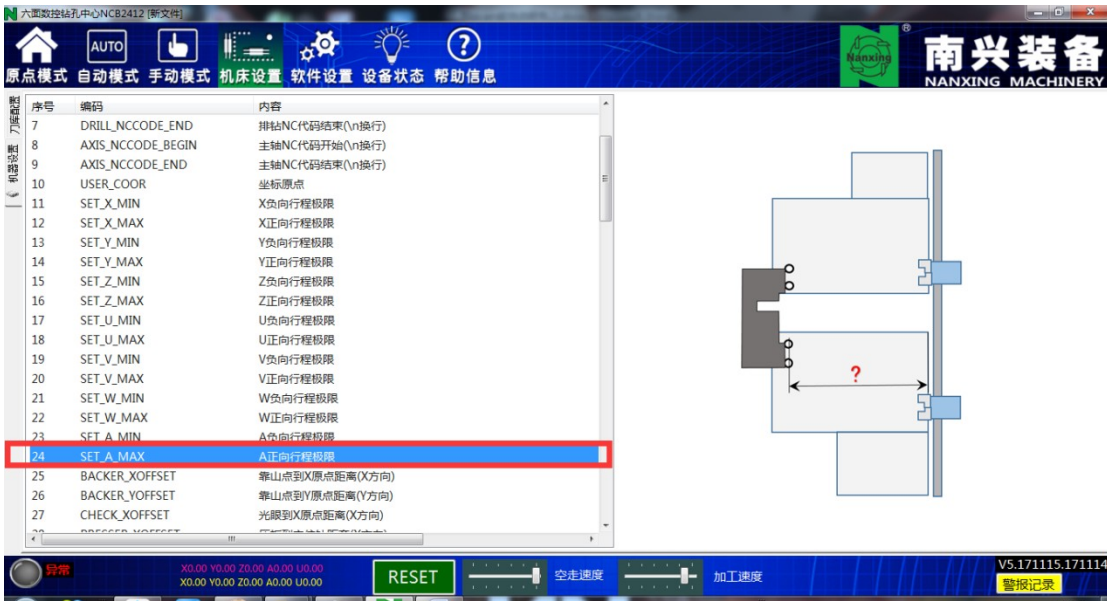 六面数控钻孔中心NCB2412 [新文件]
AUTO
原点模式 自动模式 手动模式 机床设置 软件设置 设备状态 帮助信息
Nanxing
®
南兴装备
NANXING MACHINERY
刀库配置
机器设置
序号 编码 内容
7 DRILL_NCCODE_END 排钻NC代码结束(\n换行)
8 AXIS_NCCODE_BEGIN 主轴NC代码开始(\n换行)
9 AXIS_NCCODE_END 主轴NC代码结束(\n换行)
10 USER_COOR 坐标原点
11 SET_X_MIN X负向行程极限
12 SET_X_MAX X正向行程极限
13 SET_Y_MIN Y负向行程极限
14 SET_Y_MAX Y正向行程极限
15 SET_Z_MIN Z负向行程极限
16 SET_Z_MAX Z正向行程极限
17 SET_U_MIN U负向行程极限
18 SET_U_MAX U正向行程极限
19 SET_V_MIN V负向行程极限
20 SET_V_MAX V正向行程极限
21 SET_W_MIN W负向行程极限
22 SET_W_MAX W正向行程极限
23 SET_A_MIN A负向行程极限
24 SET_A_MAX A正向行程极限
25 BACKER_XOFFSET 靠山点到X原点距离(X方向)
26 BACKER_YOFFSET 靠山点到Y原点距离(Y方向)
27 CHECK_XOFFSET 光眼到X原点距离(X方向)
?
异常
X0.00 Y0.00 Z0.00 A0.00 U0.00
X0.00 Y0.00 Z0.00 A0.00 U0.00
RESET
空走速度
加工速度
V5.171115.171114
警报记录